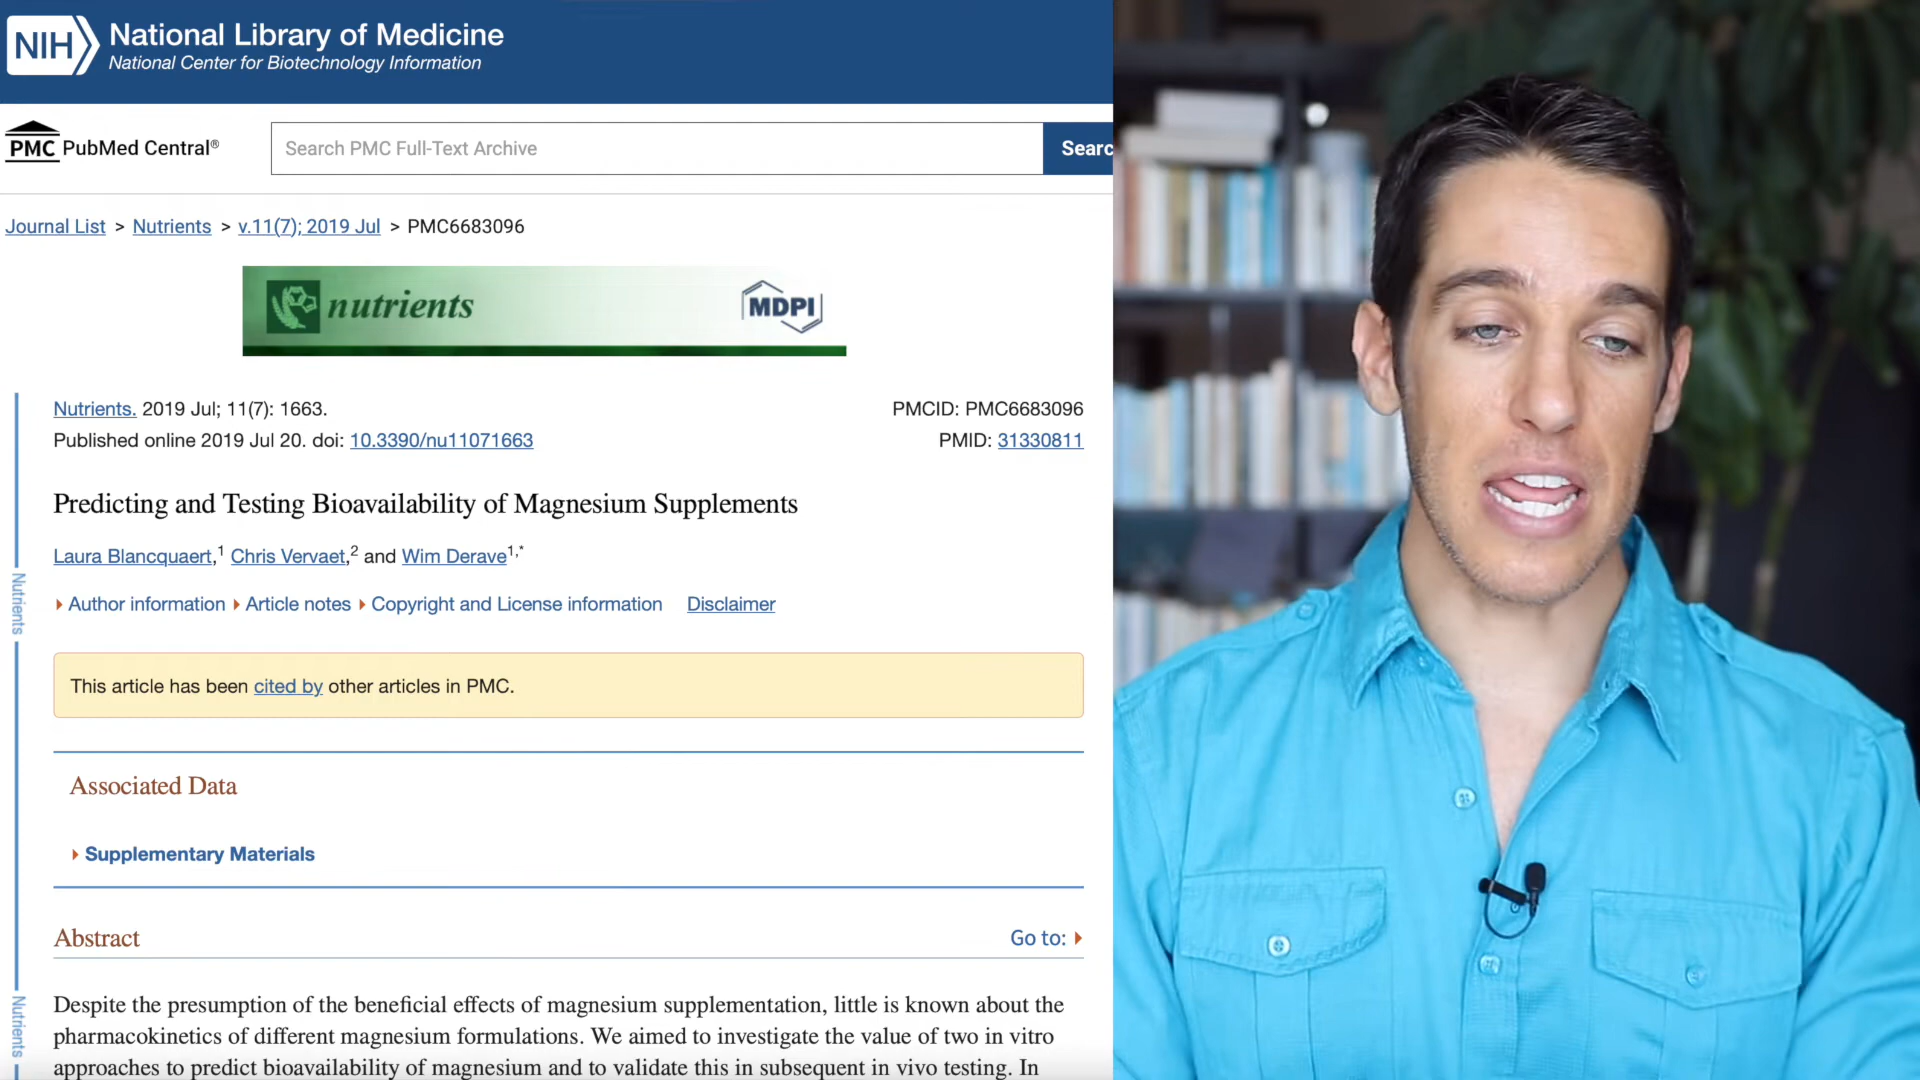 NIH National Library of Medicine
National Center for Biotechnology Information
PMC PubMed Central® Search PMC Full-Text Archive Searc
Journal List > Nutrients > v.11(7); 2019 Jul > PMC6683096
nutrients MDPI
Nutrients. 2019 Jul; 11(7): 1663. PMCID: PMC6683096
Published online 2019 Jul 20. doi: 10.3390/nu11071663 PMID: 31330811
Predicting and Testing Bioavailability of Magnesium Supplements
Laura Blancquaert,1 Chris Vervaet,2 and Wim Derave1,*
Author information Article notes Copyright and License information Disclaimer
Nutrients
This article has been cited by other articles in PMC.
Associated Data
Supplementary Materials
Abstract Go to:
Nutrients
Despite the presumption of the beneficial effects of magnesium supplementation, little is known about the
pharmacokinetics of different magnesium formulations. We aimed to investigate the value of two in vitro
approaches to predict bioavailability of magnesium and to validate this in subsequent in vivo testing. In